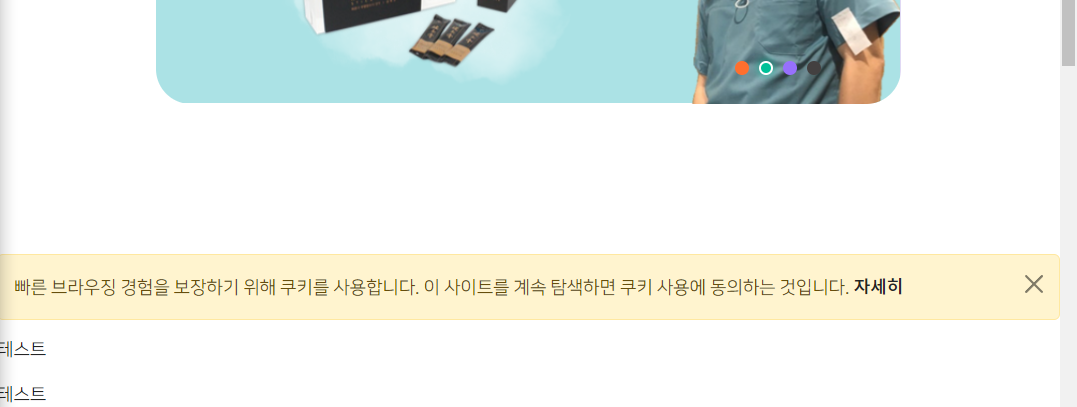 빠른 브라우징 경험을 보장하기 위해 쿠키를 사용합니다. 이 사이트를 계속 탐색하면 쿠키 사용에 동의하는 것입니다. 자세히
테스트
테스트